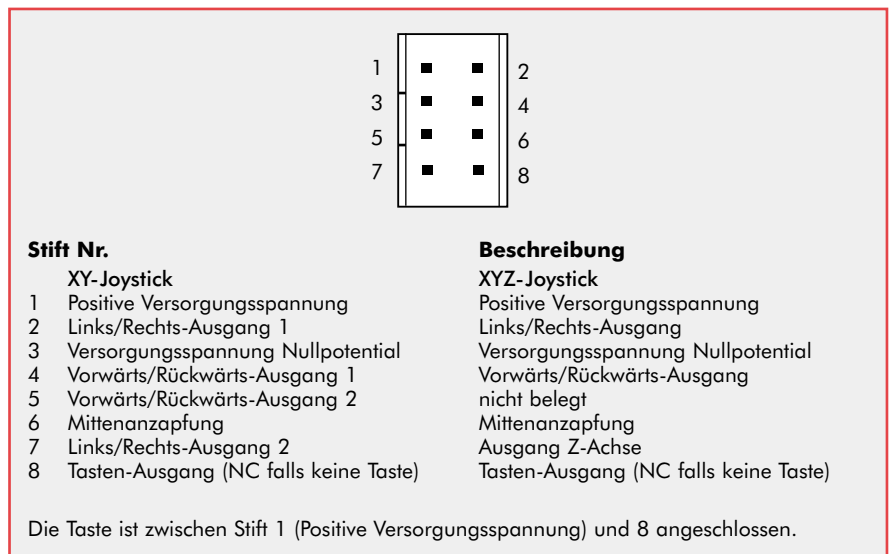 1 2
3 4
5 6
7 8
Stift Nr. Beschreibung
XY-Joystick XYZ-Joystick
1 Positive Versorgungsspannung Positive Versorgungsspannung
2 Links/Rechts-Ausgang 1 Links/Rechts-Ausgang
3 Versorgungsspannung Nullpotential Versorgungsspannung Nullpotential
4 Vorwärts/Rückwärts-Ausgang 1 Vorwärts/Rückwärts-Ausgang
5 Vorwärts/Rückwärts-Ausgang 2 nicht belegt
6 Mittenanzapfung Mittenanzapfung
7 Links/Rechts-Ausgang 2 Ausgang Z-Achse
8 Tasten-Ausgang (NC falls keine Taste) Tasten-Ausgang (NC falls keine Taste)
Die Taste ist zwischen Stift 1 (Positive Versorgungsspannung) und 8 angeschlossen.